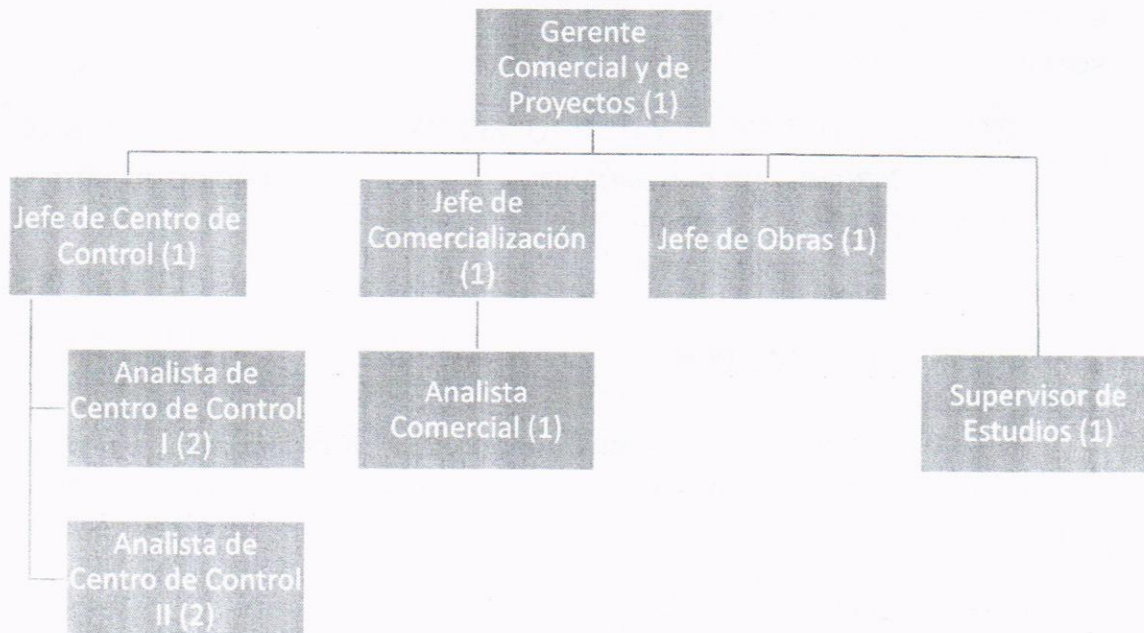 Gerente
Comercial y de
Proyectos (1)
Jefe de Centro de
Control (1)
Jefe de
Comercialización
(1)
Jefe de Obras (1)
Analista de
Centro de Control
I (2)
Analista
Comercial (1)
Supervisor de
Estudios (1)
Analista de
Centro de Control
II (2)